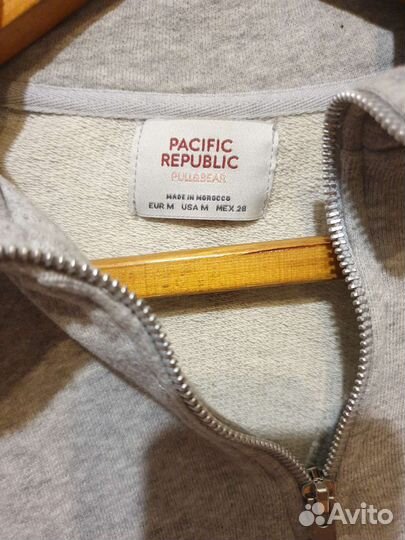 PACIFIC
REPUBLIC
PULL&BEAR
MADE IN MOROCCO
EUR M USA M MEX 28
Avito